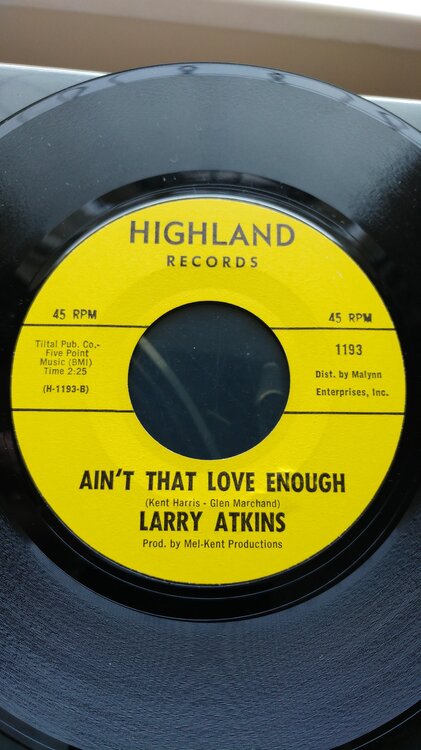 HIGHLAND
RECORDS
45 RPM
45 RPM
Tiltal Pub. Co.-
Five Point
Music (BMI)
Time 2:25
(H-1193-B)
1193
Dist. by Malynn
Enterprises, Inc.
AIN'T THAT LOVE ENOUGH
(Kent Harris - Glen Marchand)
LARRY ATKINS
Prod. by Mel-Kent Productions